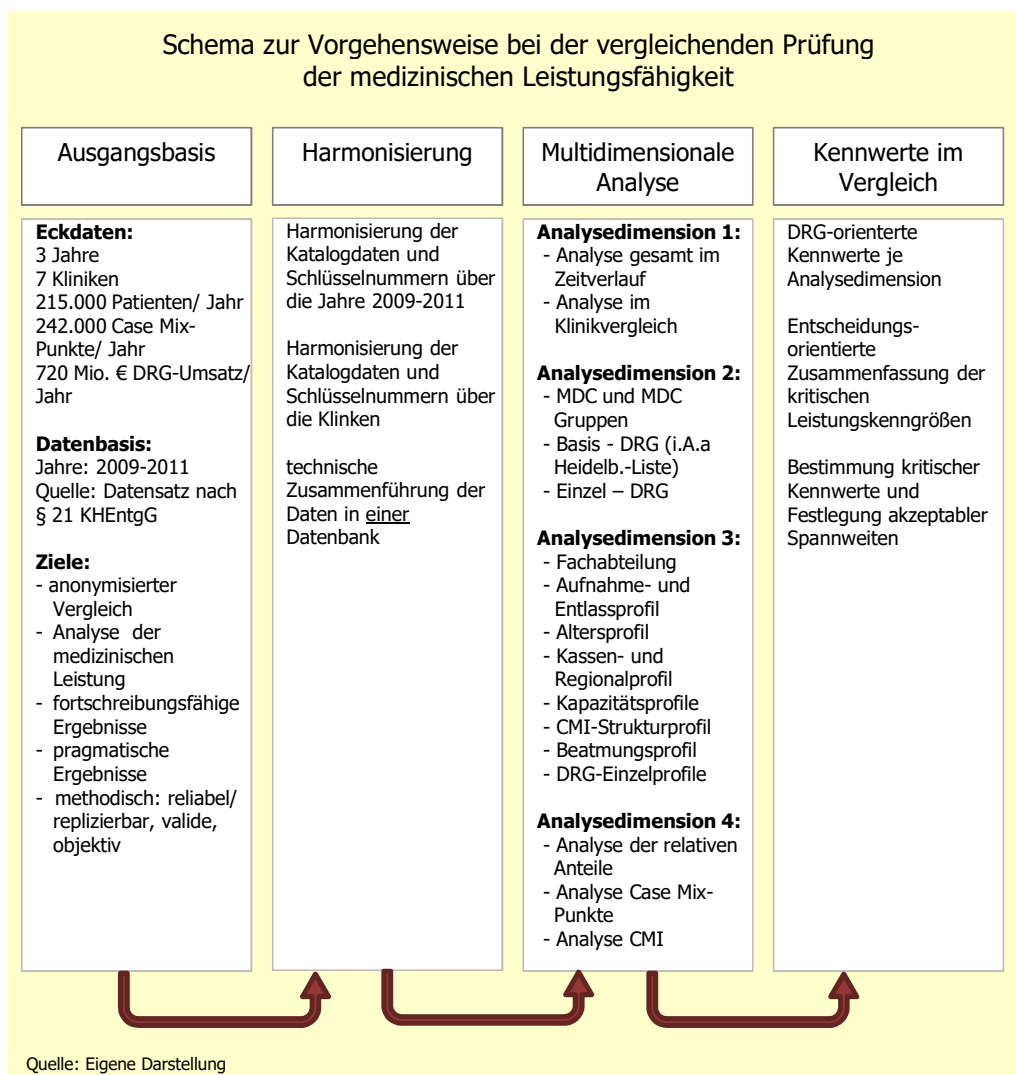 Schema zur Vorgehensweise bei der vergleichenden Prüfung
der medizinischen Leistungsfähigkeit
Ausgangsbasis
Eckdaten:
3 Jahre
7 Kliniken
215.000 Patienten/ Jahr
242.000 Case Mix-
Punkte/ Jahr
720 Mio. € DRG-Umsatz/
Jahr
Datenbasis:
Jahre: 2009-2011
Quelle: Datensatz nach
§ 21 KHEntgG
Ziele:
- anonymisierter
Vergleich
- Analyse der
medizinischen
Leistung
- fortschreibungsfähige
Ergebnisse
- pragmatische
Ergebnisse
- methodisch: reliabel/
replizierbar, valide,
objektiv
Harmonisierung
Harmonisierung der
Katalogdaten und
Schlüsselnummern über
die Jahre 2009-2011
Harmonisierung der
Katalogdaten und
Schlüsselnummern über
die Klinken
technische
Zusammenführung der
Daten in einer
Datenbank
Multidimensionale
Analyse
Analysedimension 1:
- Analyse gesamt im
Zeitverlauf
- Analyse im
Klinikvergleich
Analysedimension 2:
- MDC und MDC
Gruppen
- Basis - DRG (i.A.a
Heidelb.-Liste)
- Einzel – DRG
Analysedimension 3:
- Fachabteilung
- Aufnahme- und
Entlassprofil
- Altersprofil
- Kassen- und
Regionalprofil
- Kapazitätsprofile
- CMI-Strukturprofil
- Beatmungsprofil
- DRG-Einzelprofile
Analysedimension 4:
- Analyse der relativen
Anteile
- Analyse Case Mix-
Punkte
- Analyse CMI
Kennwerte im
Vergleich
DRG-orienterte
Kennwerte je
Analysedimension
Entscheidungs-
orientierte
Zusammenfassung der
kritischen
Leistungskenngrößen
Bestimmung kritischer
Kennwerte und
Festlegung akzeptabler
Spannweiten
Quelle: Eigene Darstellung